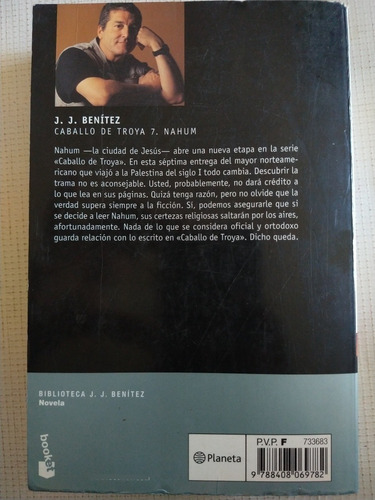 J. J. BENÍTEZ
CABALLO DE TROYA 7. NAHUM
Nahum —la ciudad de Jesús— abre una nueva etapa en la serie
«Caballo de Troya». En esta séptima entrega del mayor norteame-
ricano que viajó a la Palestina del siglo I todo cambia. Descubrir la
trama no es aconsejable. Usted, probablemente, no dará crédito a
lo que lea en sus páginas. Quizá tenga razón, pero no olvide que la
verdad supera siempre a la ficción. Sí, podemos asegurarle que si
se decide a leer Nahum, sus certezas religiosas saltarán por los aires,
afortunadamente. Nada de lo que se considera oficial y ortodoxo
guarda relación con lo escrito en «Caballo de Troya». Dicho queda.
BIBLIOTECA J. J. BENÍTEZ
Novela
booket
Planeta
P.V.P. F 733683
9 788408 069782